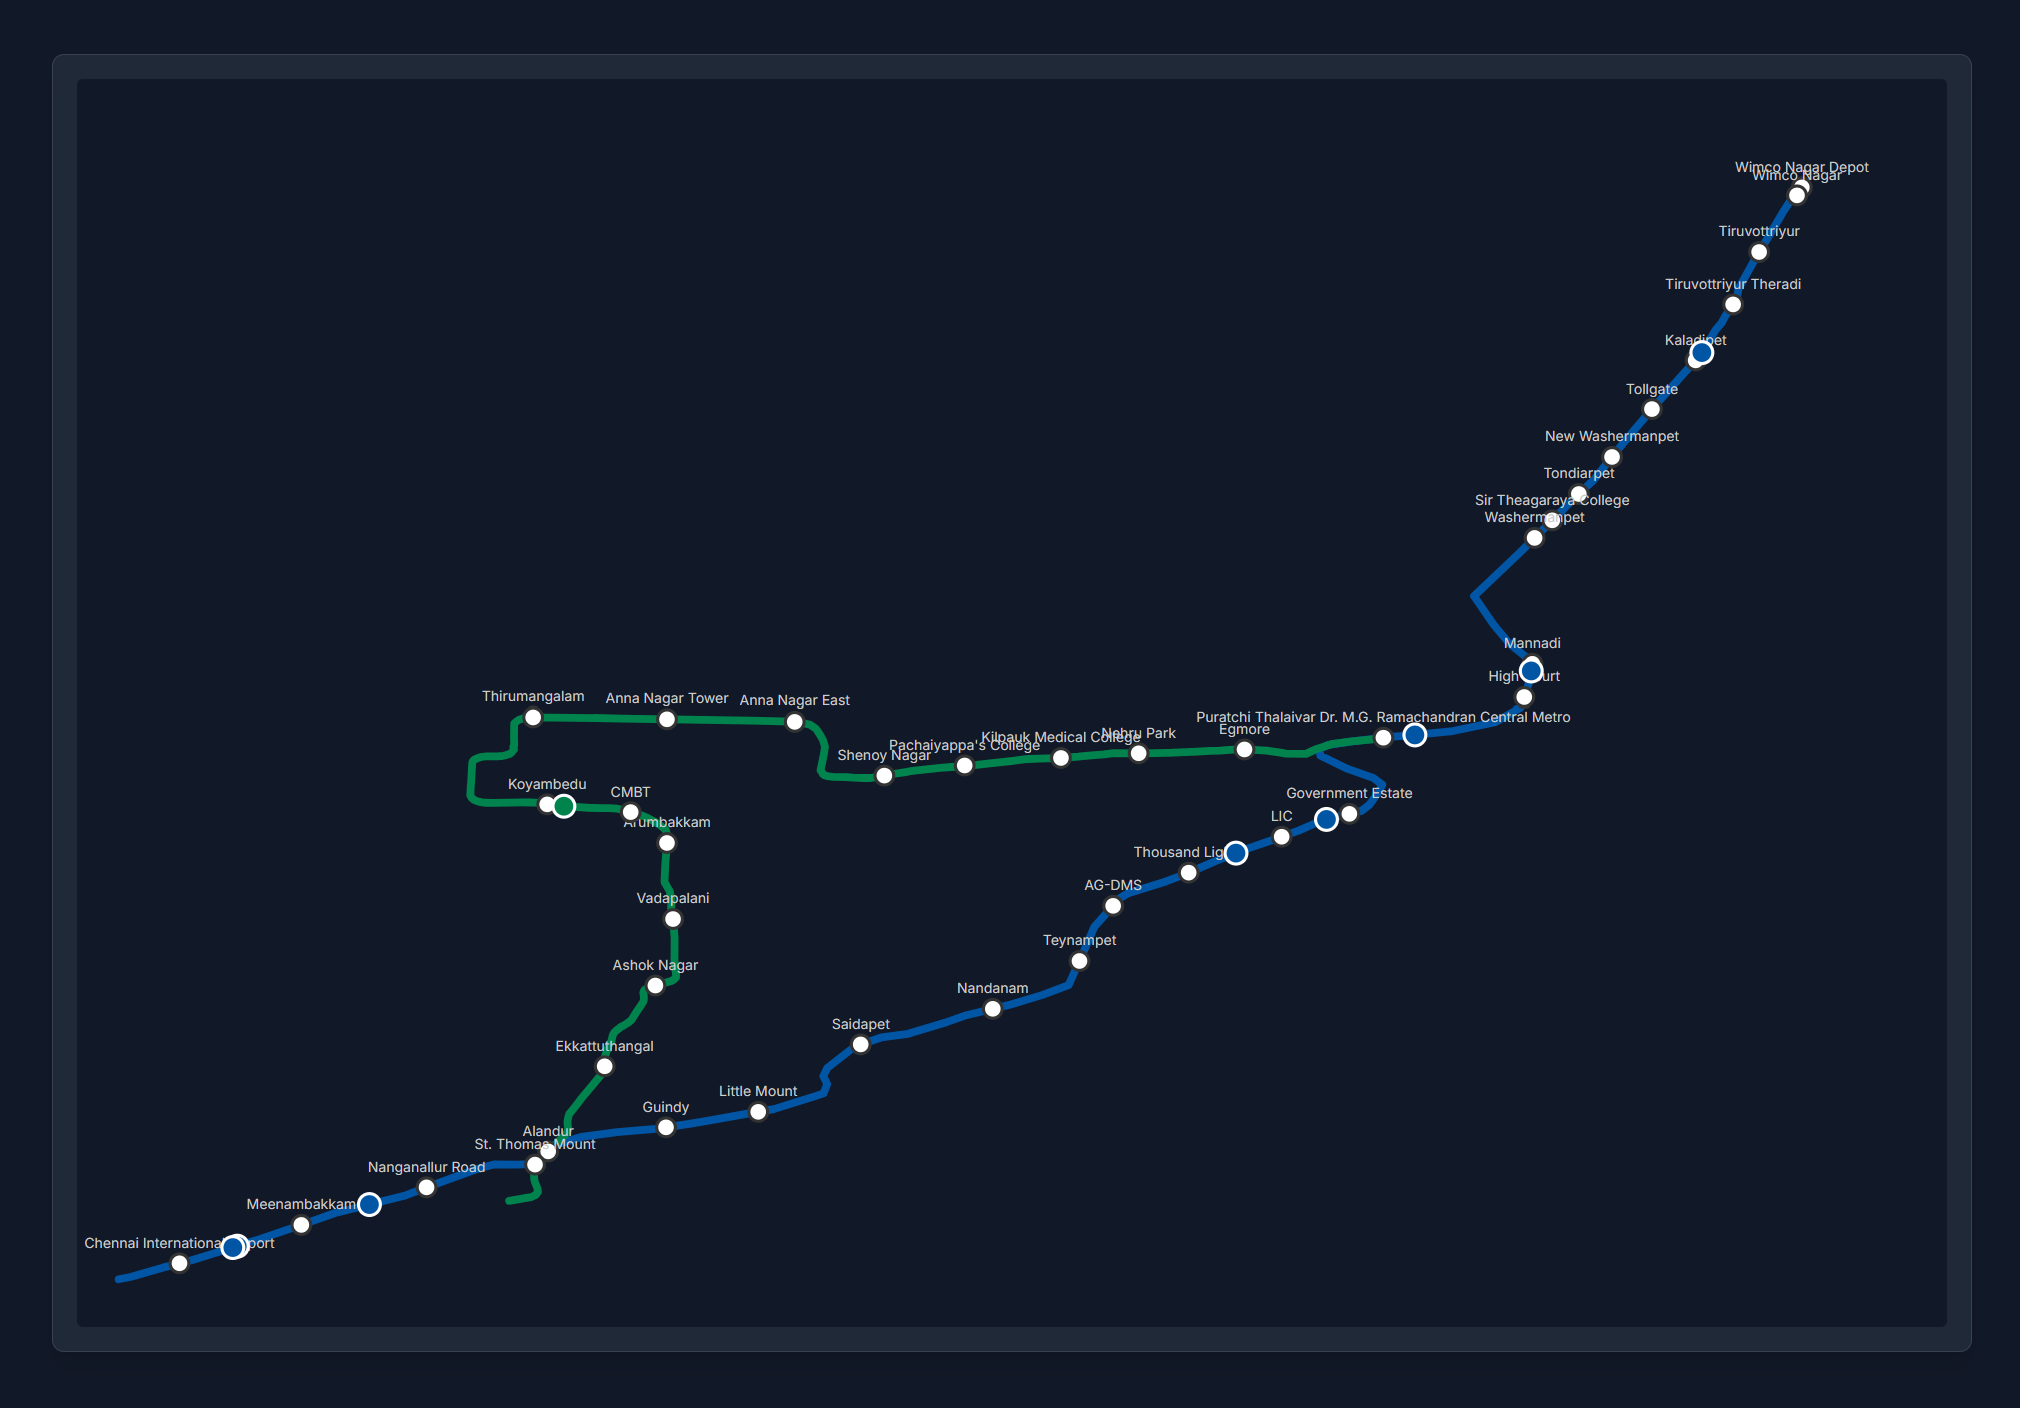 Wimco Nagar Depot
Wimco Nagar
Tiruvottriyur
Tiruvottriyur Theradi
Kaladipet
Tollgate
New Washermanpet
Tondiarpet
Sir Theagaraya College
Washermanpet
Mannadi
High Court
Thirumangalam
Anna Nagar Tower
Anna Nagar East
Puratchi Thalaivar Dr. M.G. Ramachandran Central Metro
Egmore
Nehru Park
Kilpauk Medical College
Pachaiyappa's College
Shenoy Nagar
Koyambedu
CMBT
Arumbakkam
Government Estate
LIC
Thousand Lig
AG-DMS
Vadapalani
Teynampet
Ashok Nagar
Nandanam
Saidapet
Ekkattuthangal
Little Mount
Guindy
Alandur
St. Thomas Mount
Nanganallur Road
Meenambakkam
Chennai International port